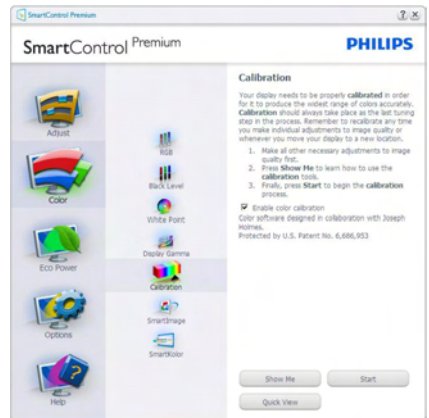 SmartControl Premium
? x
SmartControl Premium
PHILIPS
Adjust
Color
Eco Power
Options
Help
RGB
Black Level
White Point
Display Gamma
Calibration
SmartImage
SmartKolor
Calibration
Your display needs to be properly calibrated in order
for it to produce the widest range of colors accurately.
Calibration should always take place as the last tuning
step in the process. Remember to recalibrate any time
you make individual adjustments to image quality or
whenever you move your display to a new location.
1. Make all other necessary adjustments to image
quality first.
2. Press Show Me to learn how to use the
calibration tools.
3. Finally, press Start to begin the calibration
process.
Enable color calibration
Color software designed in collaboration with Joseph
Holmes.
Protected by U.S. Patent No. 6,686,953
Show Me
Start
Quick View